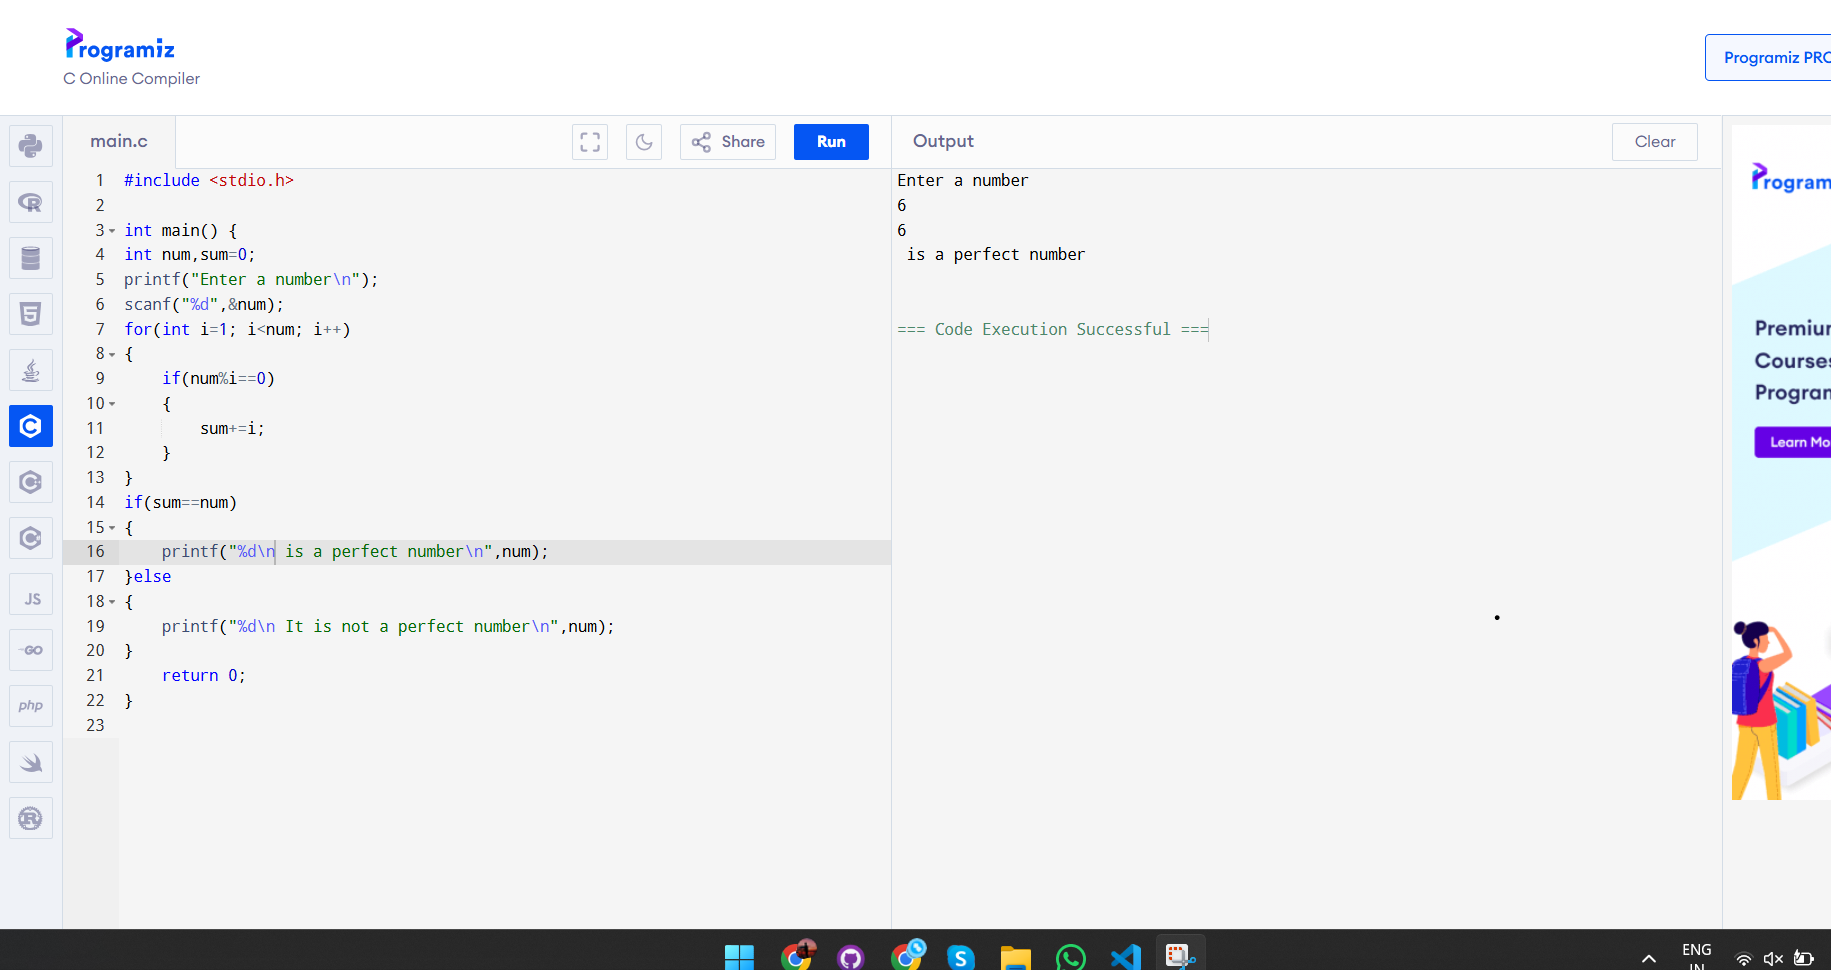 Programiz
C Online Compiler
Programiz PRO
main.c
Share
Run
Output
Clear
1 #include <stdio.h>
2
3 int main() {
4 int num,sum=0;
5 printf("Enter a number\n");
6 scanf("%d",&num);
7 for(int i=1; i<num; i++)
8 {
9     if(num%i==0)
10     {
11         sum+=i;
12     }
13 }
14 if(sum==num)
15 {
16     printf("%d\n is a perfect number\n",num);
17 }else
18 {
19     printf("%d\n It is not a perfect number\n",num);
20 }
21     return 0;
22 }
23
Enter a number
6
6
 is a perfect number
=== Code Execution Successful ===
Program
Premium
Courses
Program
Learn Mo
JS
GO
php
S
ENG
IN